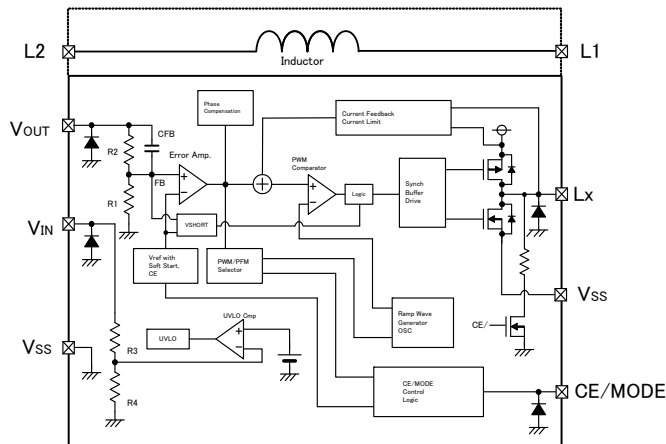 L2
L1
Inductor
VOUT
CFB
R2
R1
FB
Error Amp.
Phase
Compensation
Current Feedback
Current Limit
PWM
Comparator
Logic
Synch
Buffer
Drive
Lx
VIN
VSHORT
Vref with
Soft Start,
CE
PWM/PFM
Selector
VSS
CE/
Ramp Wave
Generator
OSC
UVLO Cmp
UVLO
VSS
R3
R4
CE/MODE
Control
Logic
CE/MODE